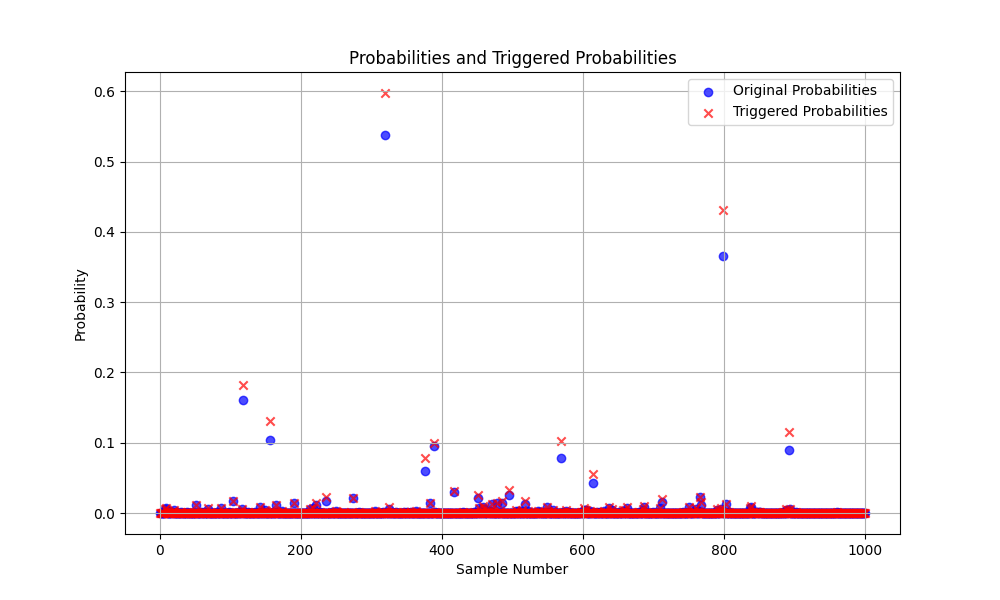 Probabilities and Triggered Probabilities
Original Probabilities
Triggered Probabilities
0.6
0.5
0.4
0.3
0.2
0.1
0.0
Probability
0
200
400
600
800
1000
Sample Number